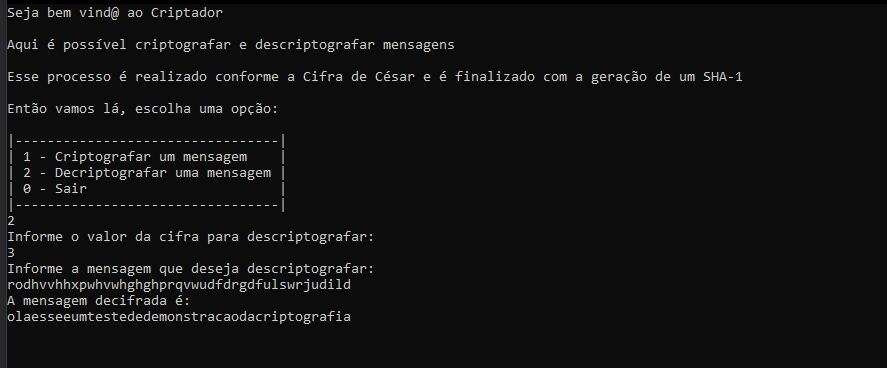 Seja bem vind@ ao Criptador
Aqui é possível criptografar e descriptografar mensagens
Esse processo é realizado conforme a Cifra de César e é finalizado com a geração de um SHA-1
Então vamos lá, escolha uma opção:
|---------------------------------|
| 1 - Criptografar um mensagem    |
| 2 - Decriptografar uma mensagem |
| 0 - Sair                        |
|---------------------------------|
2
Informe o valor da cifra para descriptografar:
3
Informe a mensagem que deseja descriptografar:
rodhvvhhxpwhvwhghghprqvwudfdrgdfulswrjudild
A mensagem decifrada é:
olaesseeumtestededemonstracaodacriptografia